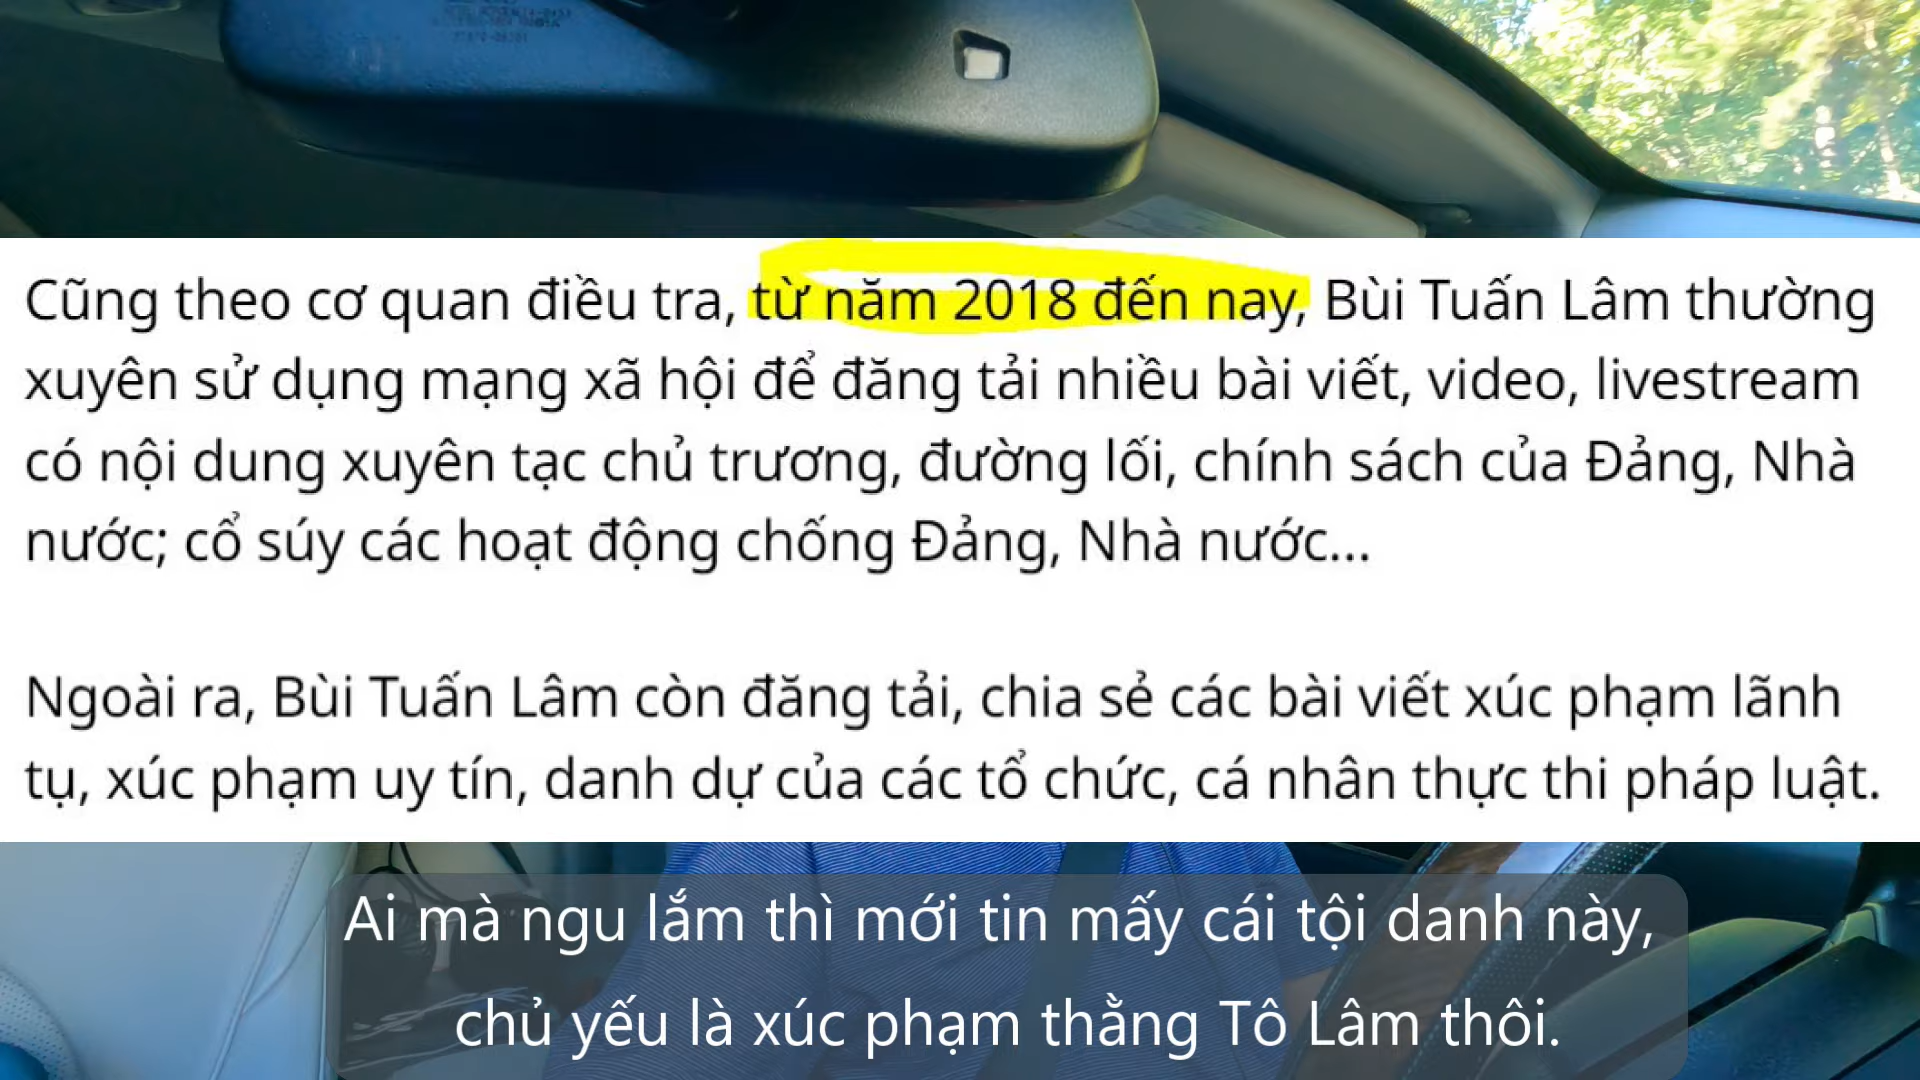 Cũng theo cơ quan điều tra, từ năm 2018 đến nay, Bùi Tuấn Lâm thường
xuyên sử dụng mạng xã hội để đăng tải nhiều bài viết, video, livestream
có nội dung xuyên tạc chủ trương, đường lối, chính sách của Đảng, Nhà
nước; cổ súy các hoạt động chống Đảng, Nhà nước...
Ngoài ra, Bùi Tuấn Lâm còn đăng tải, chia sẻ các bài viết xúc phạm lãnh
tụ, xúc phạm uy tín, danh dự của các tổ chức, cá nhân thực thi pháp luật.
Ai mà ngu lắm thì mới tin mấy cái tội danh này,
chủ yếu là xúc phạm thằng Tô Lâm thôi.